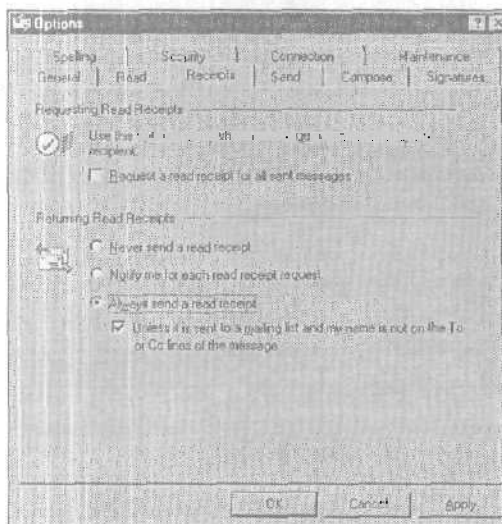 Options
Spelling Security Connection Maintenance
General Read Receipts Send Compose Signatures
Requesting Read Receipts
Use the
recipient.
Request a read receipt for all sent messages
Returning Read Receipts
Never send a read receipt
Notify me for each read receipt request
Always send a read receipt
Unless it is sent to a mailing list and my name is not on the To
or Cc lines of the message
OK Cancel Apply